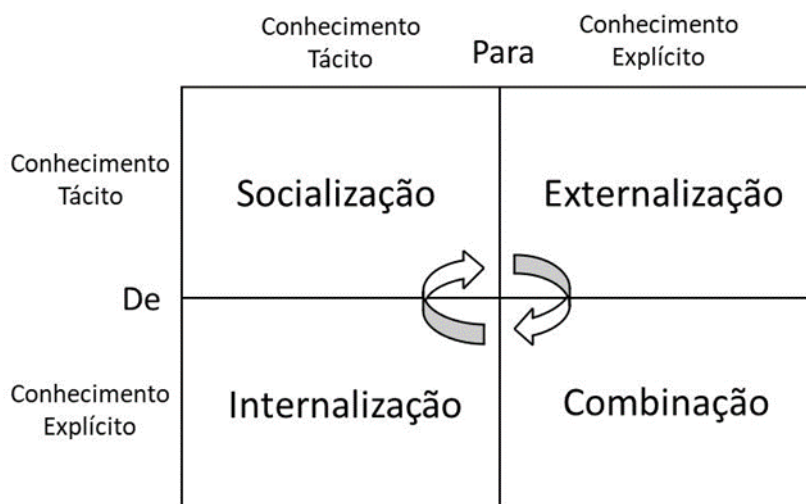 Conhecimento
Tácito
Para
Conhecimento
Explícito
Conhecimento
Tácito
Socialização
Externalização
De
Conhecimento
Explícito
Internalização
Combinação